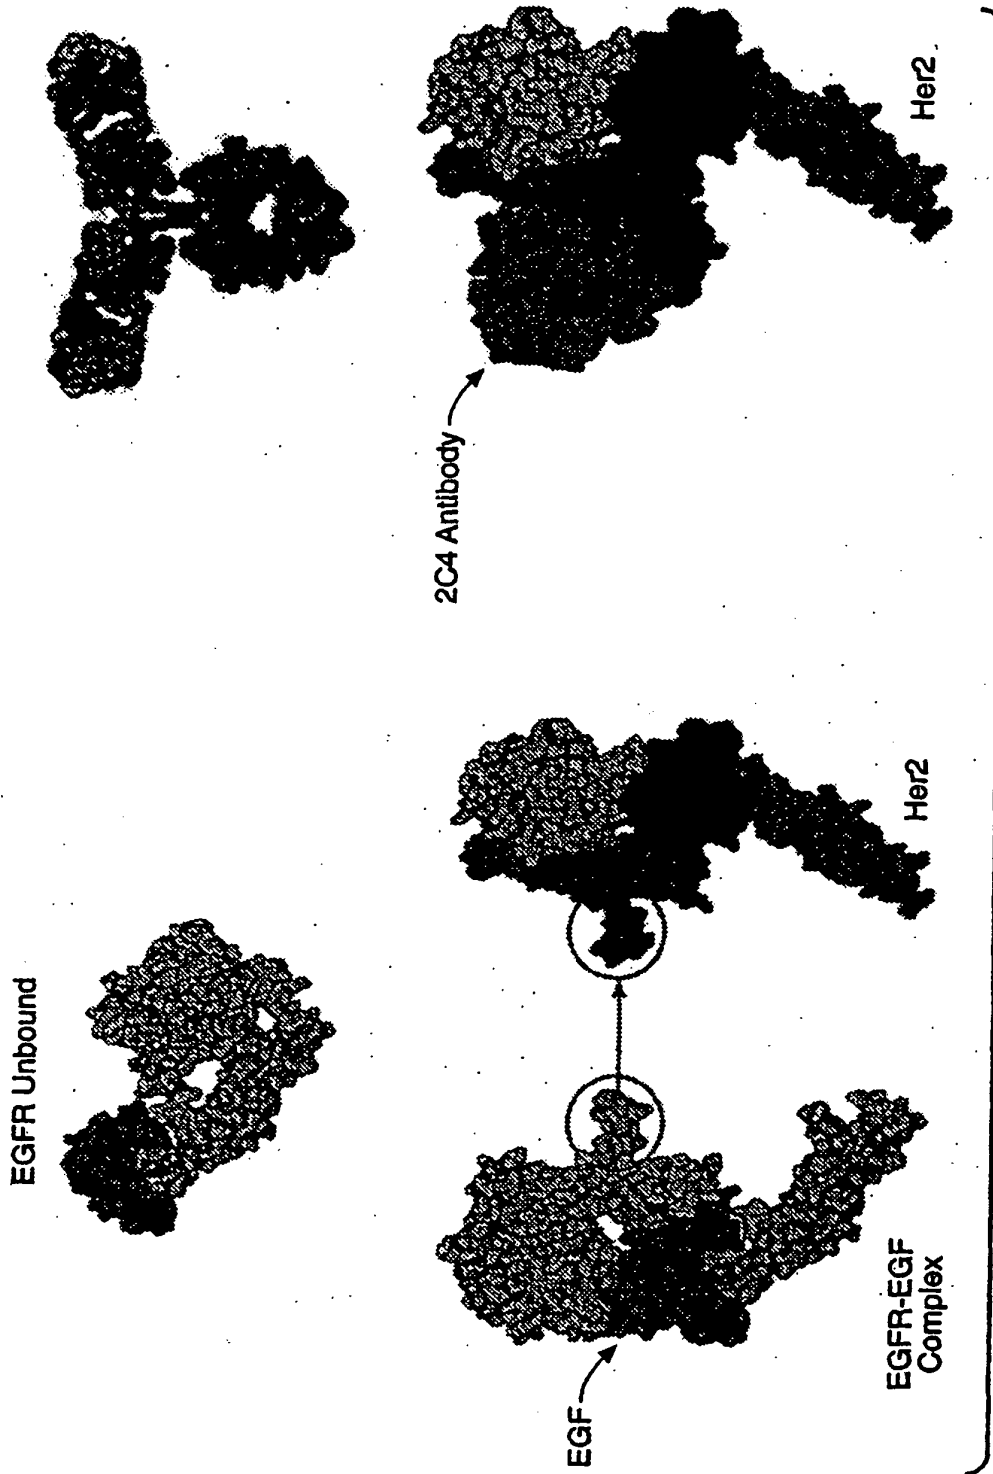 EGFR Unbound
EGF
EGFR-EGF
Complex
Her2
2C4 Antibody
Her2